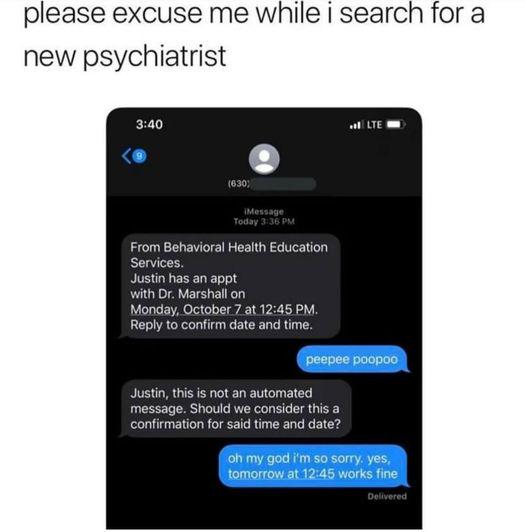 please excuse me while i search for a
new psychiatrist
3:40
LTE
9
(630)
iMessage
Today 3:36 PM
From Behavioral Health Education
Services.
Justin has an appt
with Dr. Marshall on
Monday, October 7 at 12:45 PM.
Reply to confirm date and time.
peepee poopoo
Justin, this is not an automated
message. Should we consider this a
confirmation for said time and date?
oh my god i'm so sorry. yes,
tomorrow at 12:45 works fine
Delivered